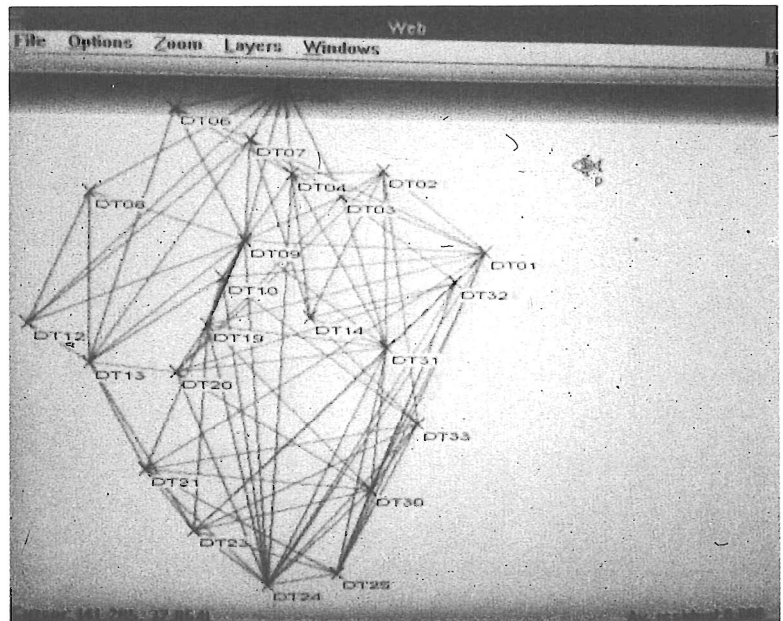 Web
File Options Zoom Layers Windows
DT06
DT07
DT04 DT02
DT08 DT03
DT09
DT01
DT10 DT32
DT12 DT19 DT14
DT13 DT20 DT31
DT33
DT21
DT30
DT23
DT25
DT24